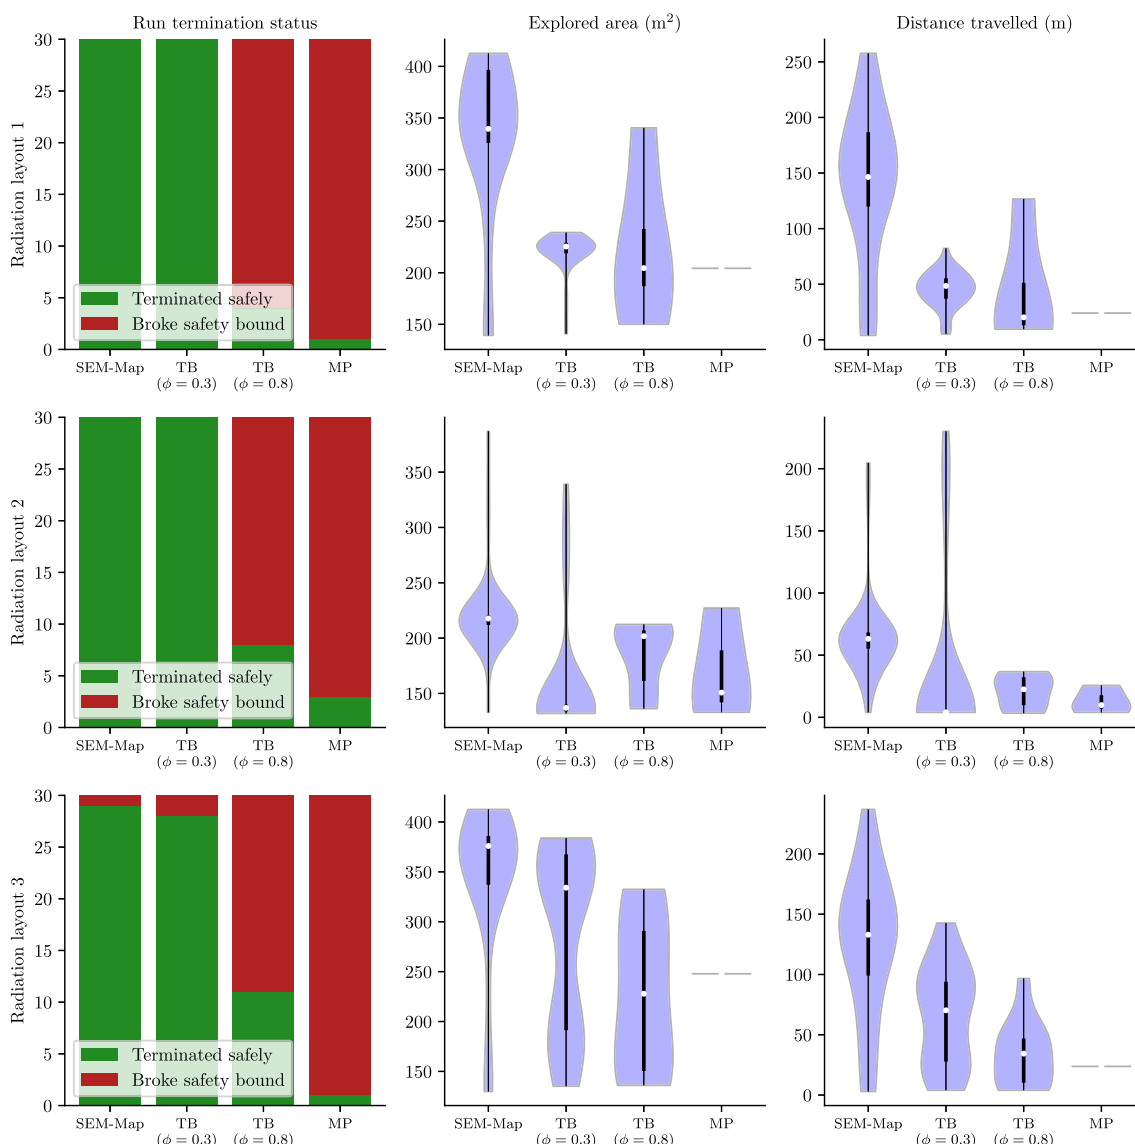 Run termination status
Explored area (m²)
Distance travelled (m)
Radiation layout 1
30
25
20
15
10
5
0
Terminated safely
Broke safety bound
SEM-Map
TB
(ϕ = 0.3)
TB
(ϕ = 0.8)
MP
400
350
300
250
200
150
SEM-Map
TB
(ϕ = 0.3)
TB
(ϕ = 0.8)
MP
250
200
150
100
50
0
SEM-Map
TB
(ϕ = 0.3)
TB
(ϕ = 0.8)
MP
Radiation layout 2
30
25
20
15
10
5
0
Terminated safely
Broke safety bound
SEM-Map
TB
(ϕ = 0.3)
TB
(ϕ = 0.8)
MP
350
300
250
200
150
SEM-Map
TB
(ϕ = 0.3)
TB
(ϕ = 0.8)
MP
200
150
100
50
0
SEM-Map
TB
(ϕ = 0.3)
TB
(ϕ = 0.8)
MP
Radiation layout 3
30
25
20
15
10
5
0
Terminated safely
Broke safety bound
SEM-Map
TB
(ϕ = 0.3)
TB
(ϕ = 0.8)
MP
400
350
300
250
200
150
SEM-Map
TB
(ϕ = 0.3)
TB
(ϕ = 0.8)
MP
200
150
100
50
0
SEM-Map
TB
(ϕ = 0.3)
TB
(ϕ = 0.8)
MP